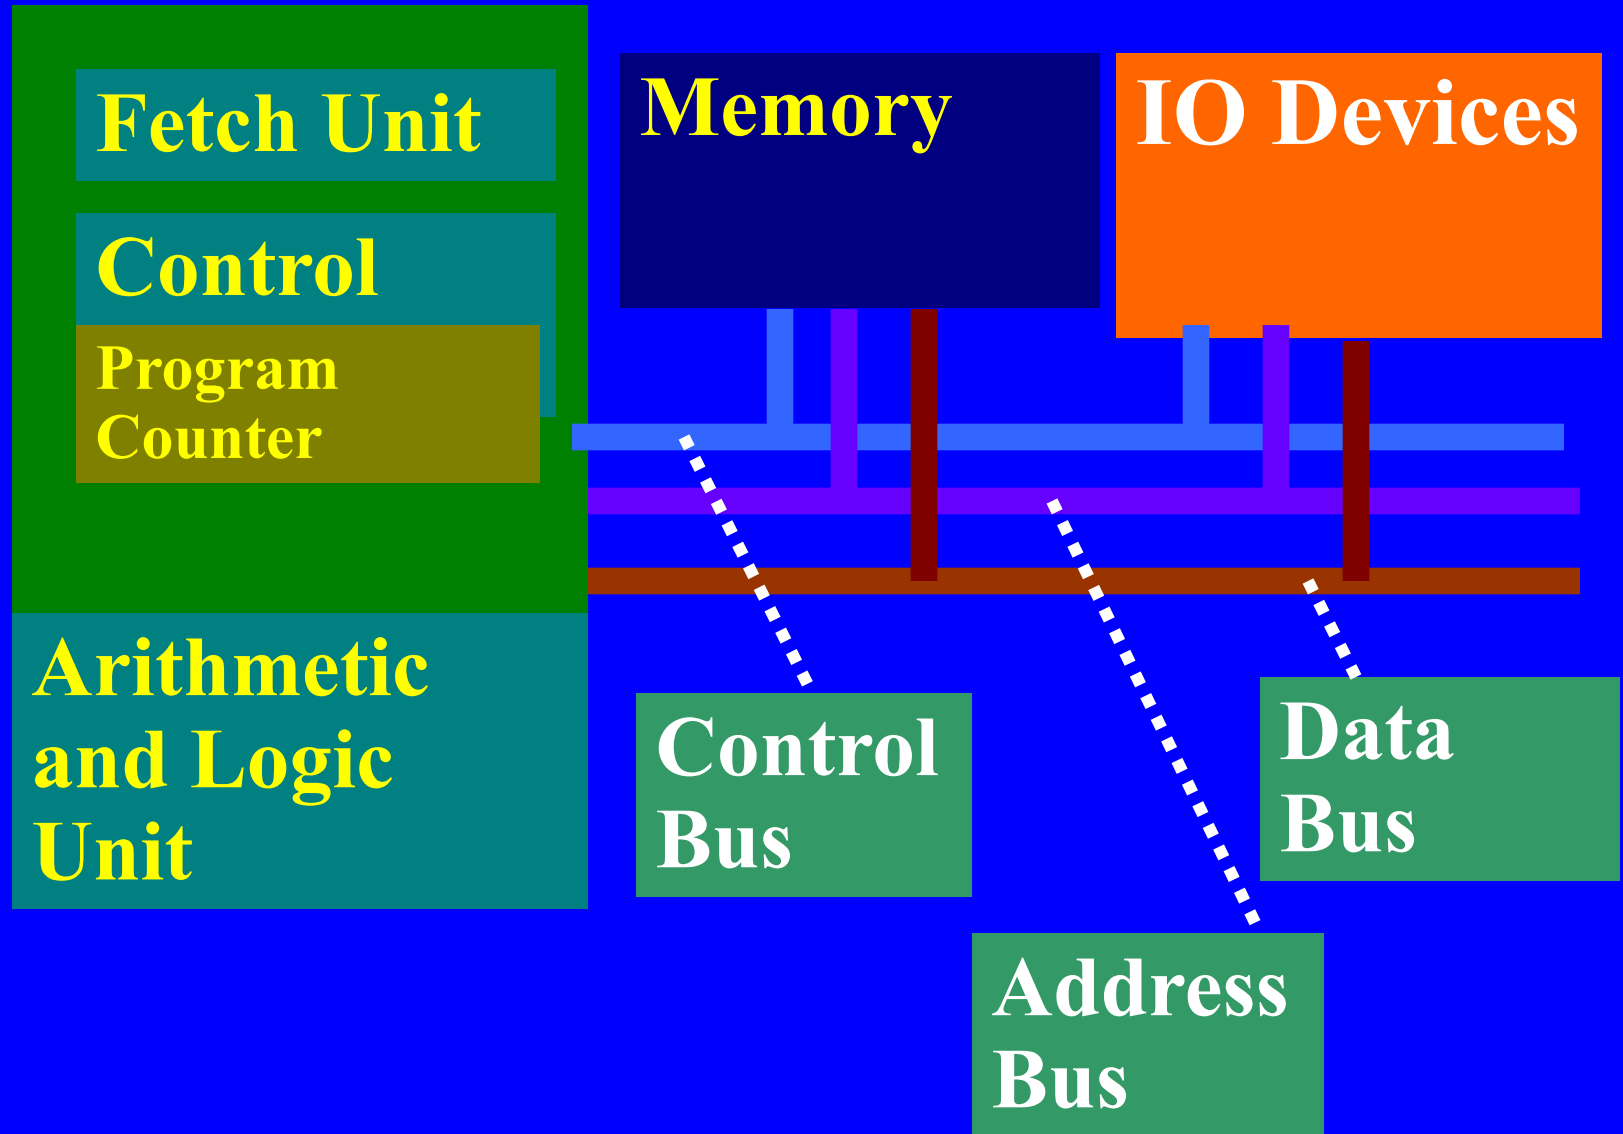 Fetch Unit
Control
Program
Counter
Arithmetic
and Logic
Unit
Memory
IO Devices
Control
Bus
Address
Bus
Data
Bus